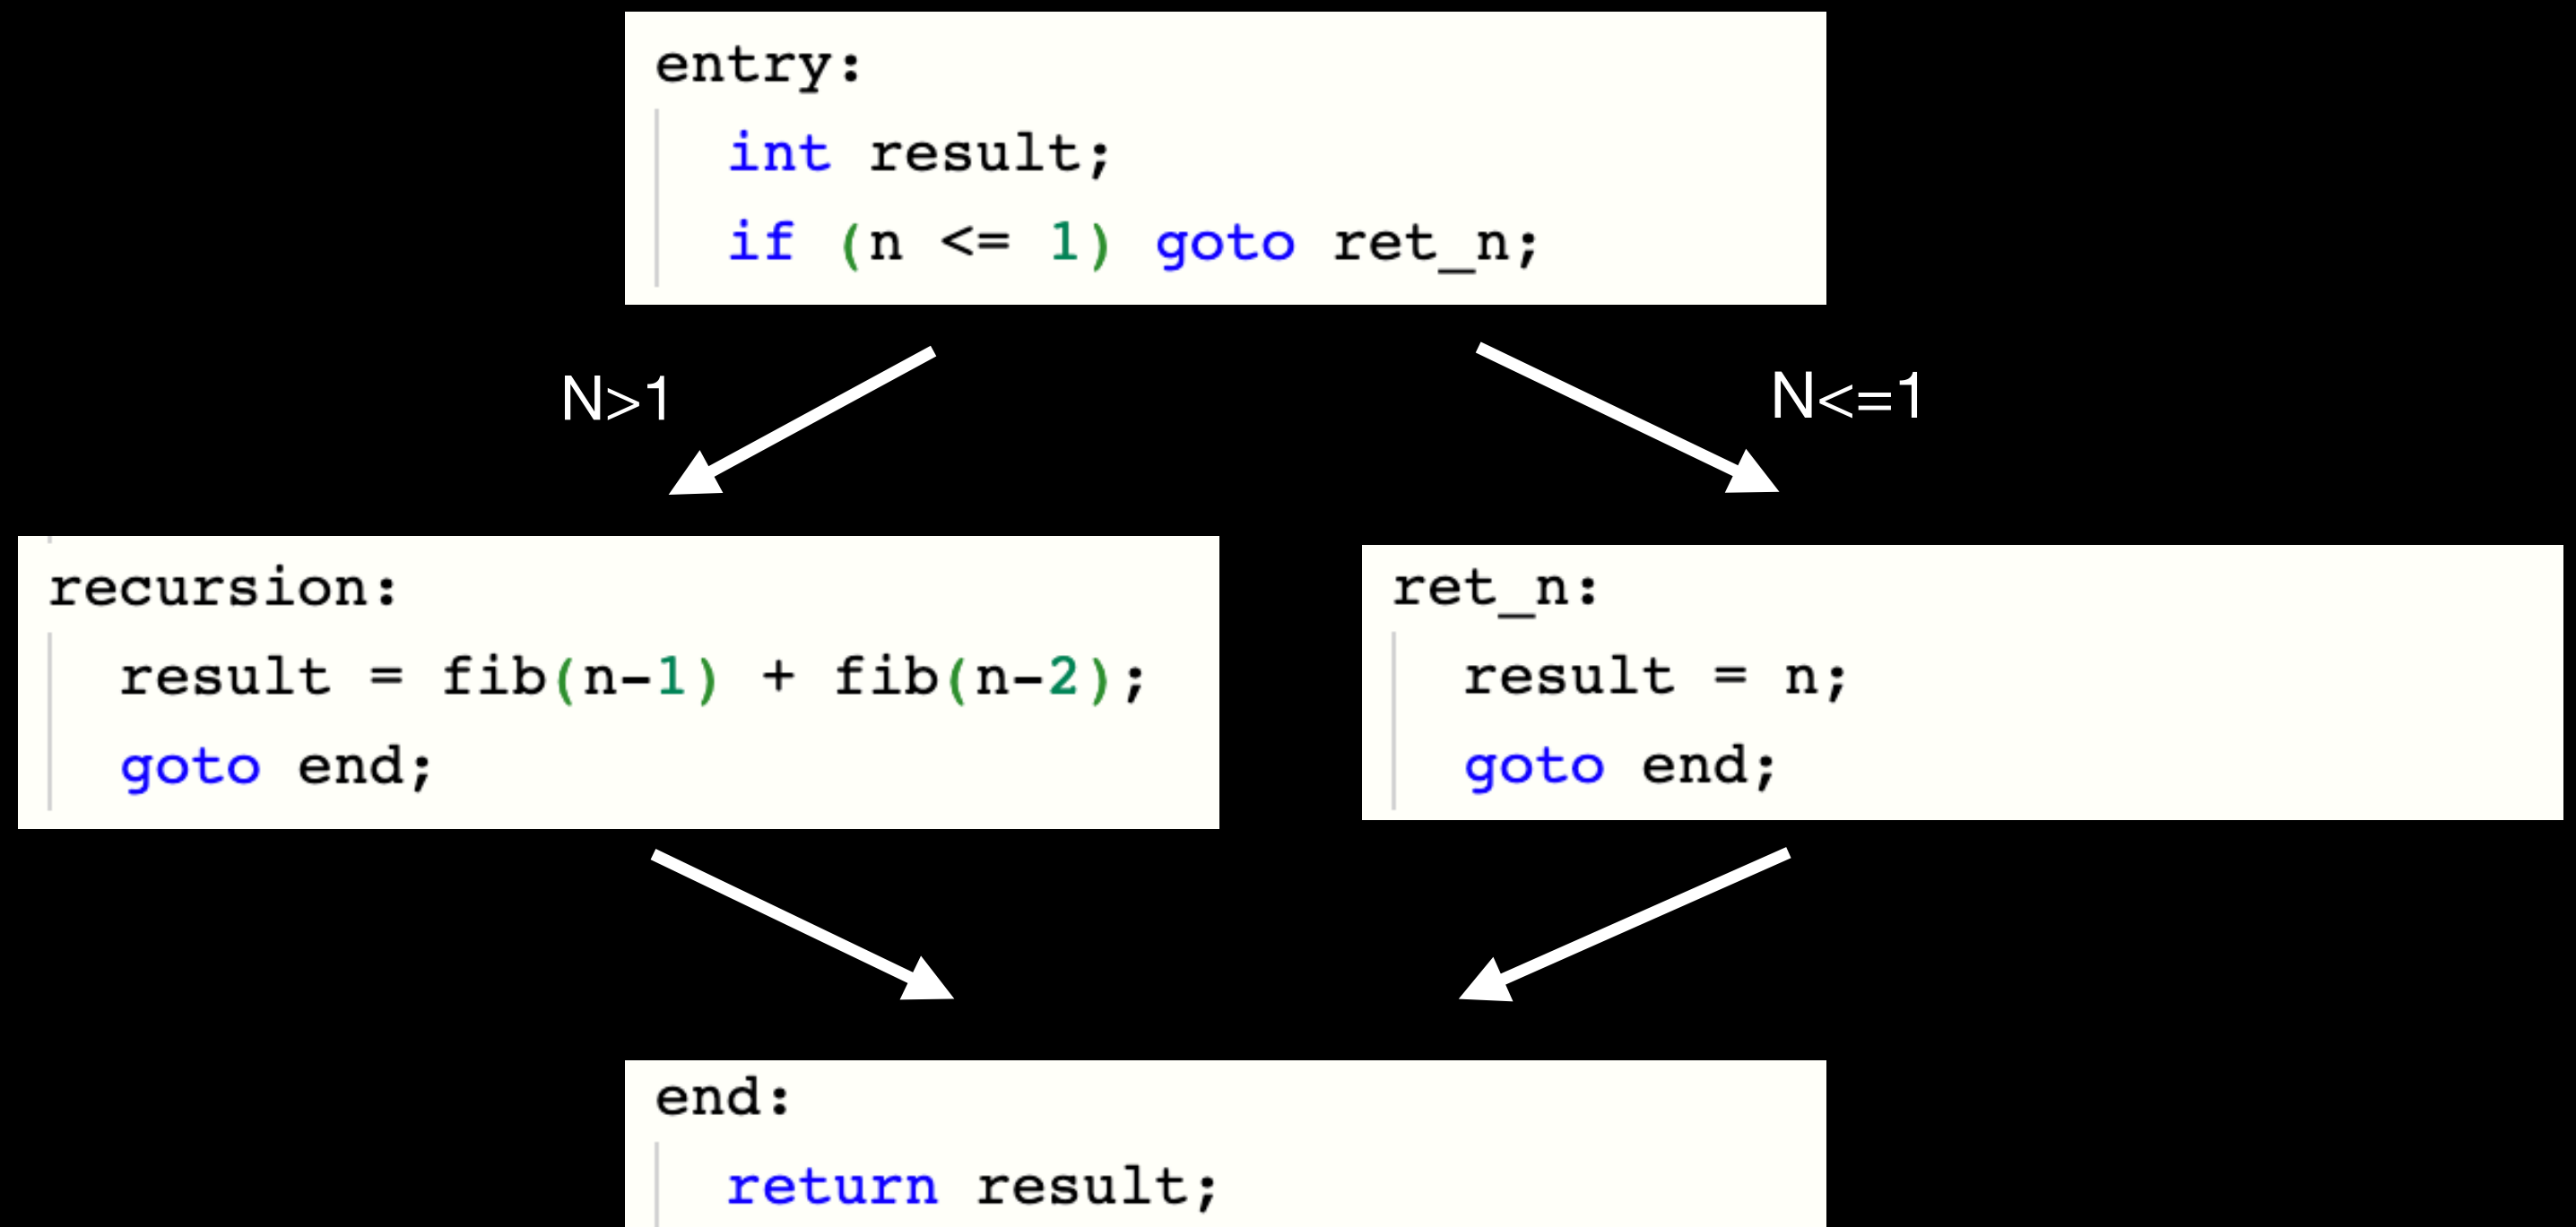 entry:
int result;
if (n <= 1) goto ret_n;
N>1
N<=1
recursion:
result = fib(n-1) + fib(n-2);
goto end;
ret_n:
result = n;
goto end;
end:
return result;